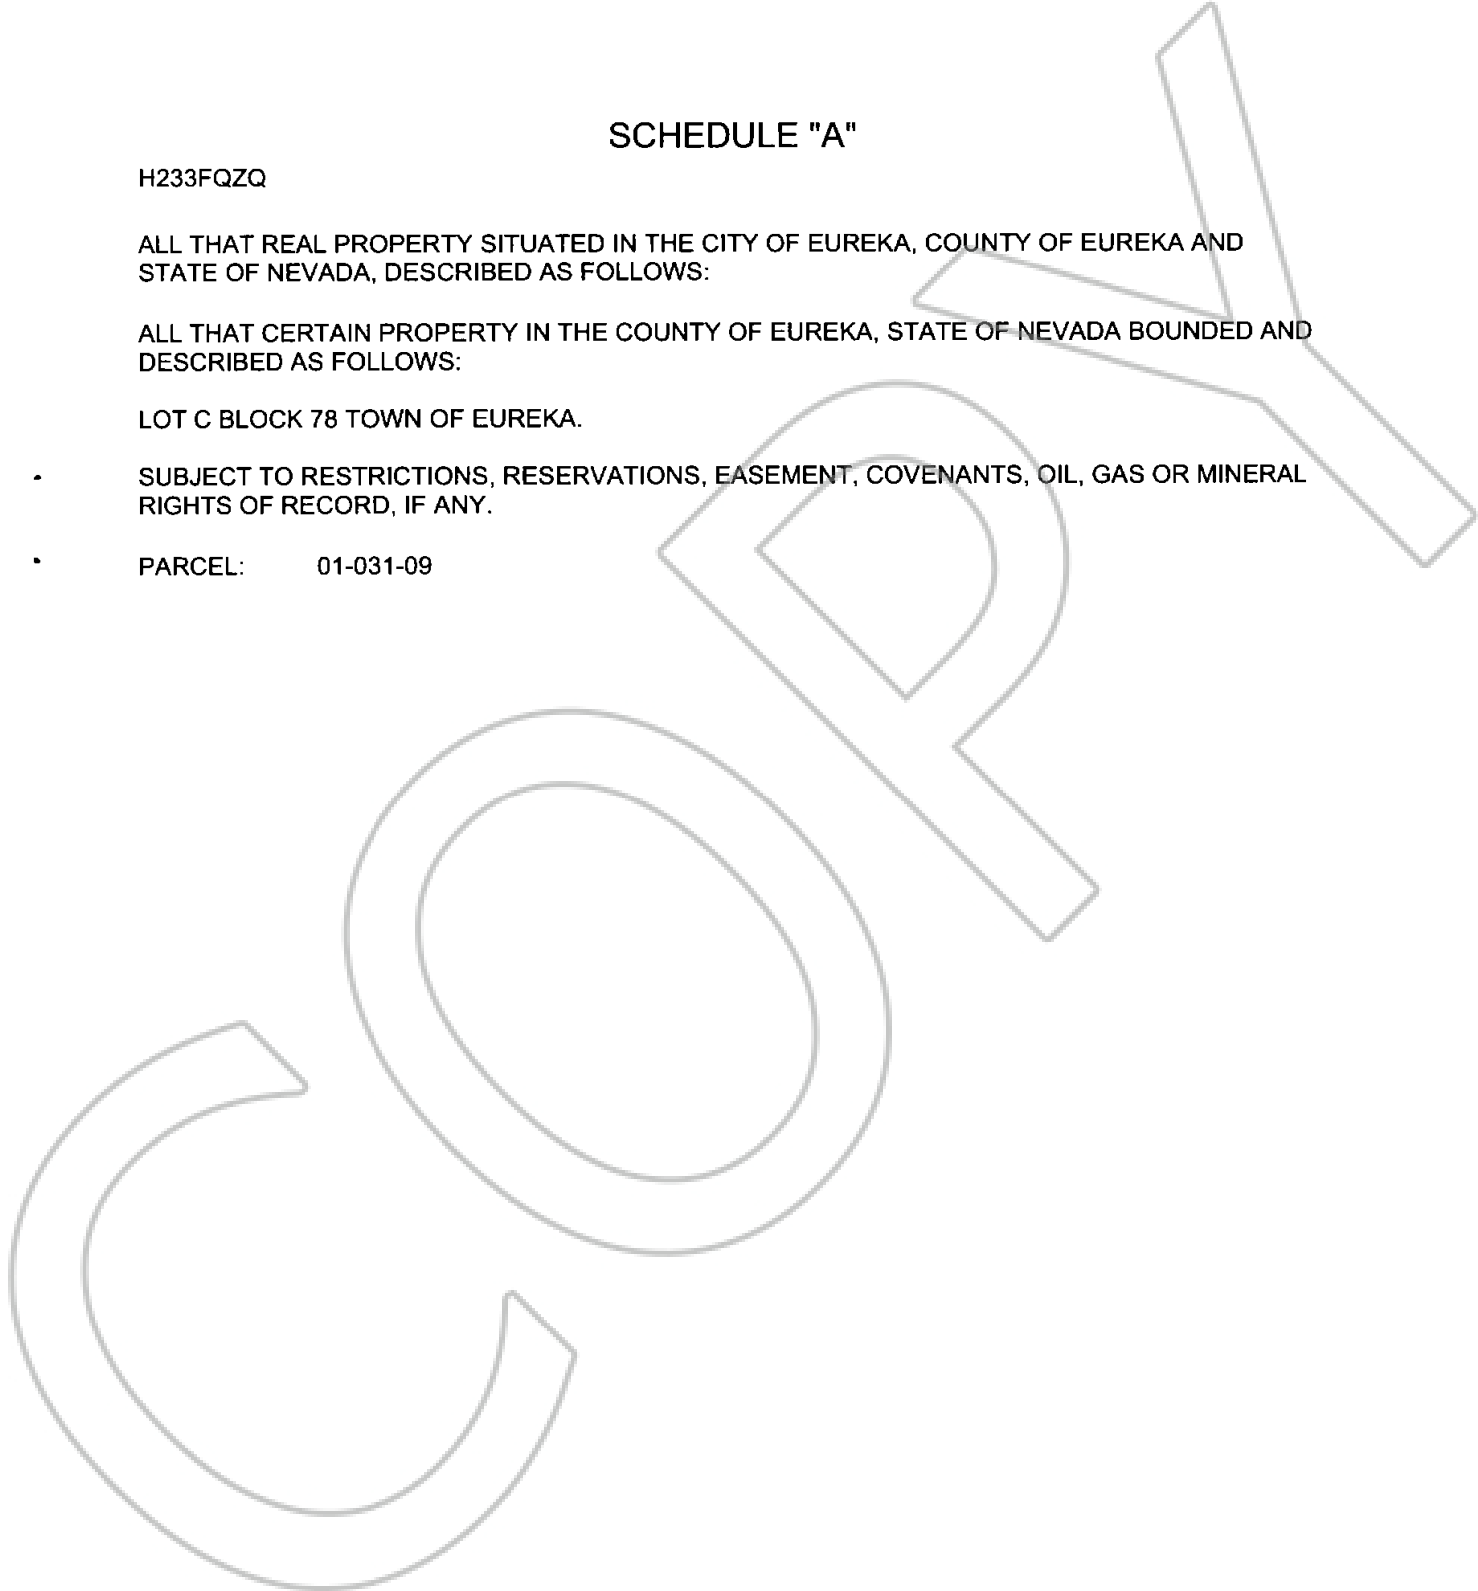 SCHEDULE "A"
H233FQZQ
ALL THAT REAL PROPERTY SITUATED IN THE CITY OF EUREKA, COUNTY OF EUREKA AND
STATE OF NEVADA, DESCRIBED AS FOLLOWS:
ALL THAT CERTAIN PROPERTY IN THE COUNTY OF EUREKA, STATE OF NEVADA BOUNDED AND
DESCRIBED AS FOLLOWS:
LOT C BLOCK 78 TOWN OF EUREKA.
SUBJECT TO RESTRICTIONS, RESERVATIONS, EASEMENT, COVENANTS, OIL, GAS OR MINERAL
RIGHTS OF RECORD, IF ANY.
PARCEL: 01-031-09
COPY